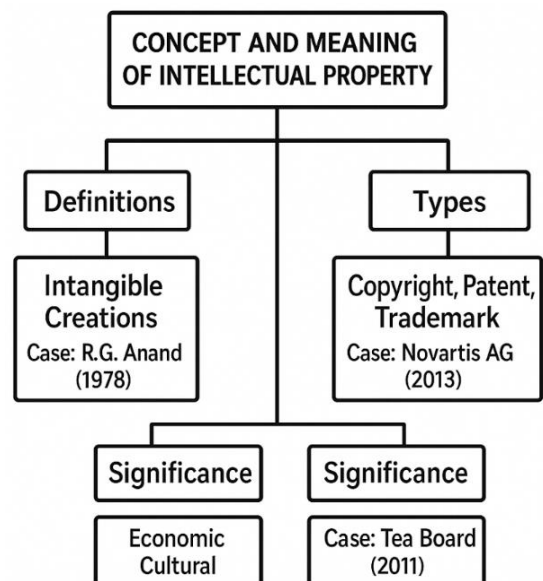 CONCEPT AND MEANING
OF INTELLECTUAL PROPERTY
Definitions
Types
Intangible
Creations
Case: R.G. Anand
(1978)
Copyright, Patent,
Trademark
Case: Novartis AG
(2013)
Significance
Significance
Economic
Cultural
Case: Tea Board
(2011)